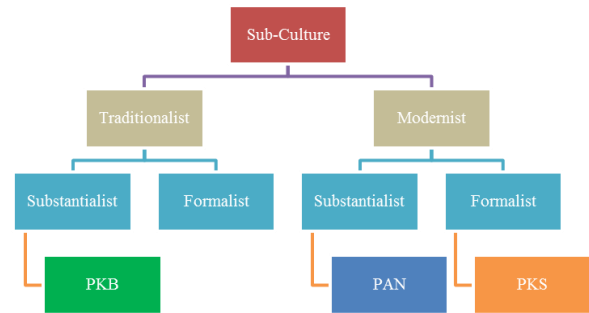 Sub-Culture
Traditionalist
Modernist
Substantialist
Formalist
Substantialist
Formalist
PKB
PAN
PKS